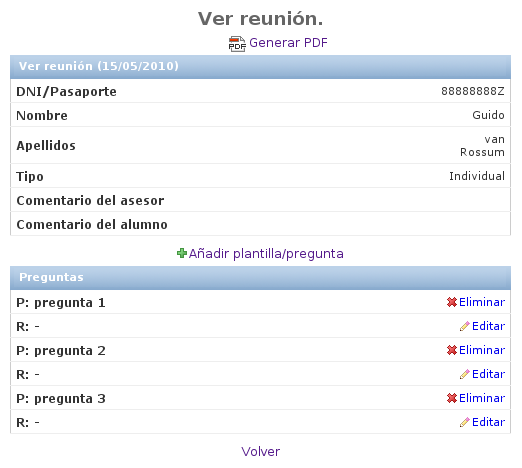 Ver reunión.
PDF Generar PDF
Ver reunión (15/05/2010)
DNI/Pasaporte 88888888Z
Nombre Guido
Apellidos van
Rossum
Tipo Individual
Comentario del asesor
Comentario del alumno
Añadir plantilla/pregunta
Preguntas
P: pregunta 1 Eliminar
R: - Editar
P: pregunta 2 Eliminar
R: - Editar
P: pregunta 3 Eliminar
R: - Editar
Volver